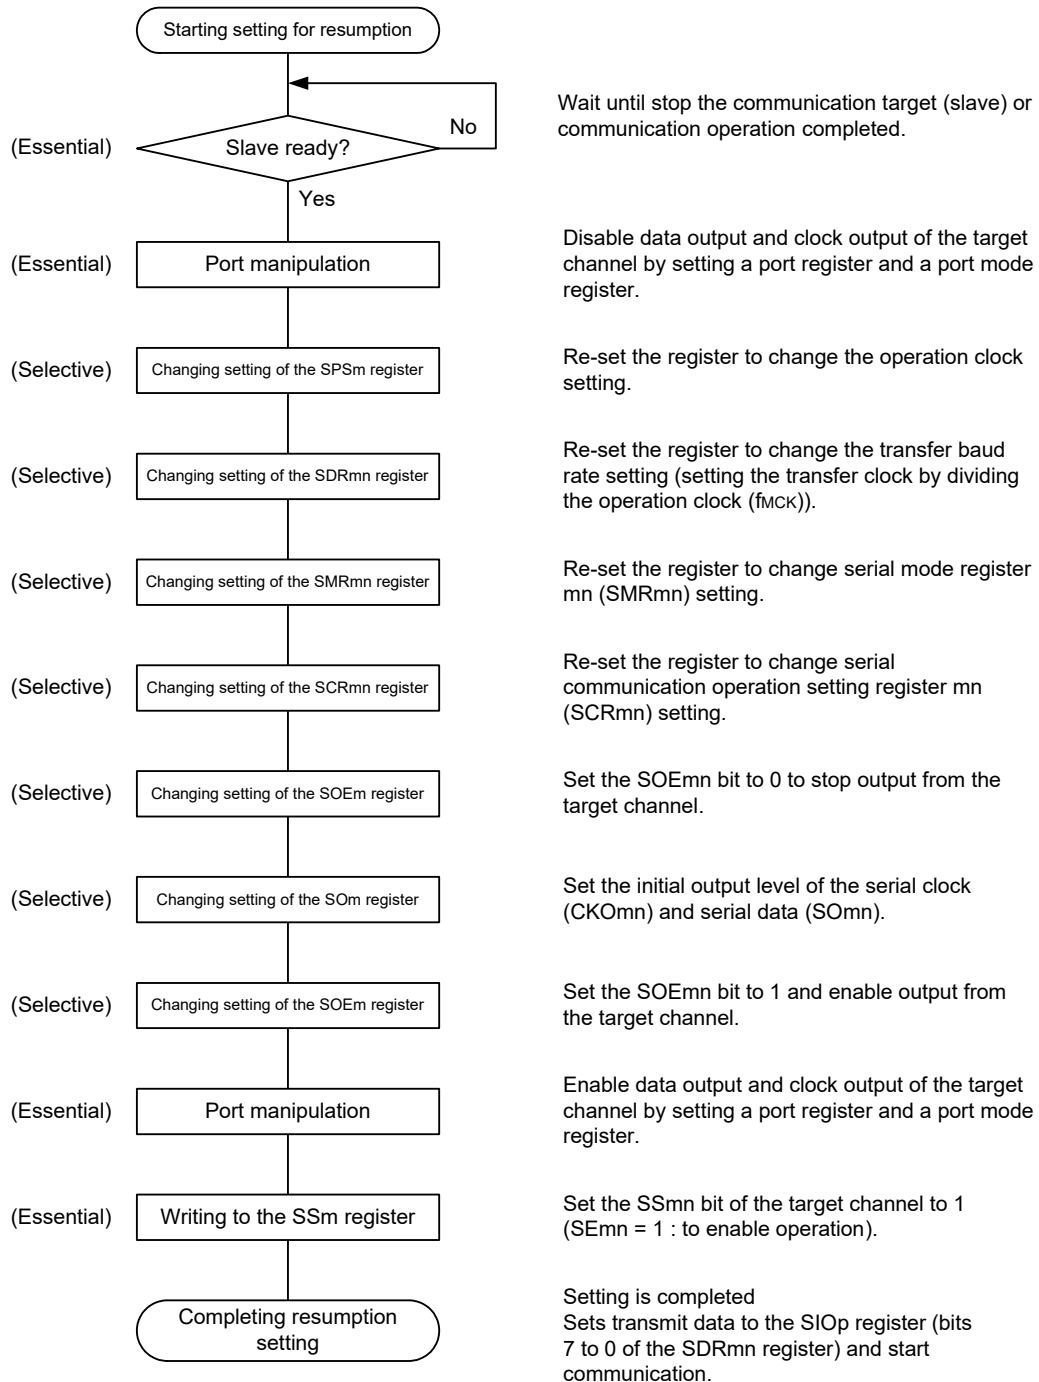 Starting setting for resumption
Wait until stop the communication target (slave) or
communication operation completed.
No
(Essential)
Slave ready?
Yes
Disable data output and clock output of the target
channel by setting a port register and a port mode
register.
(Essential)
Port manipulation
(Selective)
Changing setting of the SPSm register
Re-set the register to change the operation clock
setting.
(Selective)
Changing setting of the SDRmn register
Re-set the register to change the transfer baud
rate setting (setting the transfer clock by dividing
the operation clock (fMCK)).
(Selective)
Changing setting of the SMRmn register
Re-set the register to change serial mode register
mn (SMRmn) setting.
(Selective)
Changing setting of the SCRmn register
Re-set the register to change serial
communication operation setting register mn
(SCRmn) setting.
(Selective)
Changing setting of the SOEm register
Set the SOEmn bit to 0 to stop output from the
target channel.
(Selective)
Changing setting of the SOm register
Set the initial output level of the serial clock
(CKOmn) and serial data (SOmn).
(Selective)
Changing setting of the SOEm register
Set the SOEmn bit to 1 and enable output from
the target channel.
(Essential)
Port manipulation
Enable data output and clock output of the target
channel by setting a port register and a port mode
register.
(Essential)
Writing to the SSm register
Set the SSmn bit of the target channel to 1
(SEmn = 1 : to enable operation).
Completing resumption
setting
Setting is completed
Sets transmit data to the SIOp register (bits
7 to 0 of the SDRmn register) and start
communication.